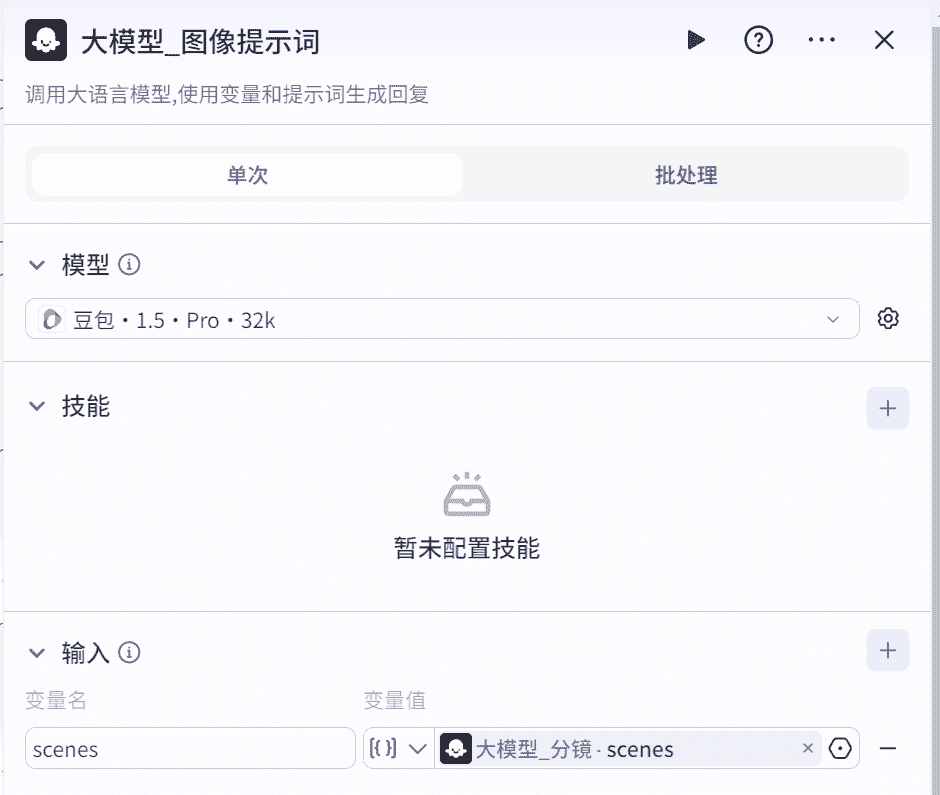 大模型_图像提示词
调用大语言模型,使用变量和提示词生成回复
单次 批处理
模型
豆包·1.5·Pro·32k
技能
暂未配置技能
输入
变量名 变量值
scenes [{}] 大模型_分镜 · scenes